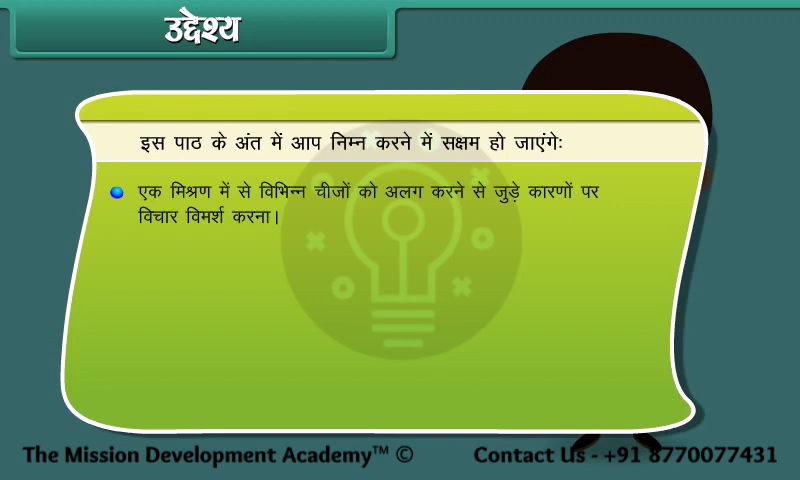 उद्देश्य
इस पाठ के अंत में आप निम्न करने में सक्षम हो जाएंगेः
एक मिश्रण में से विभिन्न चीजों को अलग करने से जुड़े कारणों पर
विचार विमर्श करना।
The Mission Development Academy™ © Contact Us - +91 8770077431